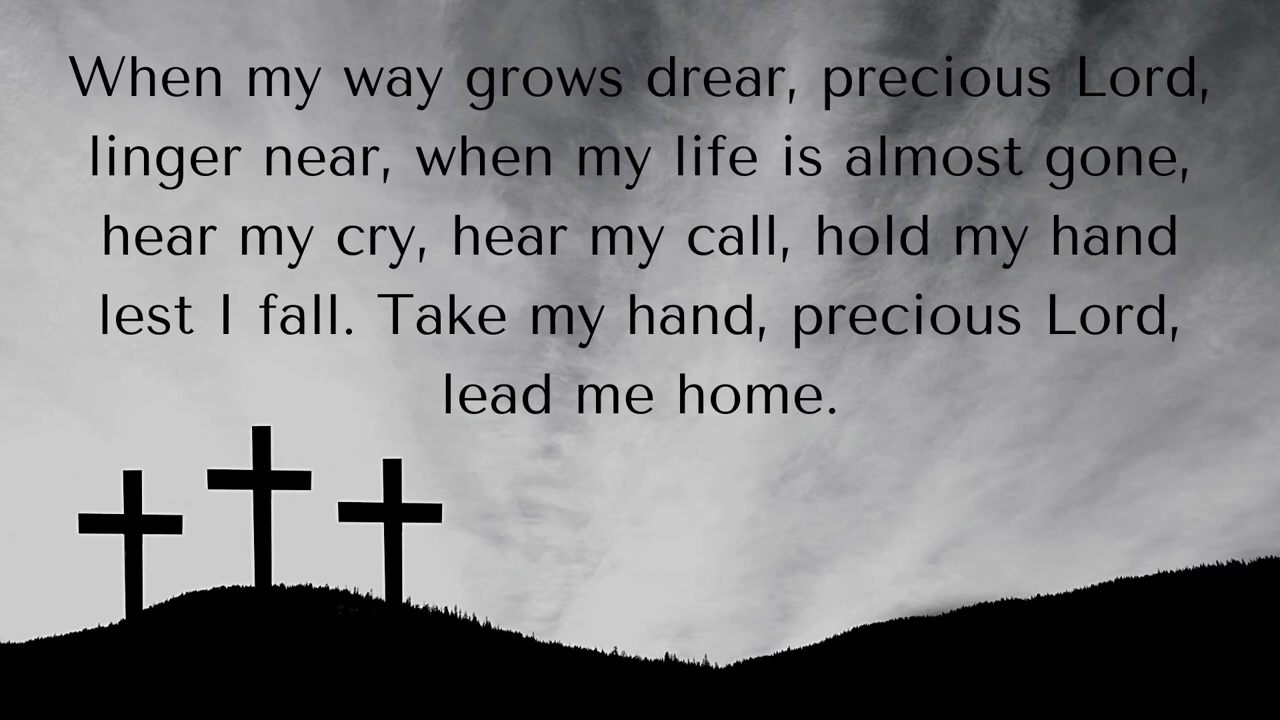 When my way grows drear, precious Lord,
linger near, when my life is almost gone,
hear my cry, hear my call, hold my hand
lest I fall. Take my hand, precious Lord,
lead me home.